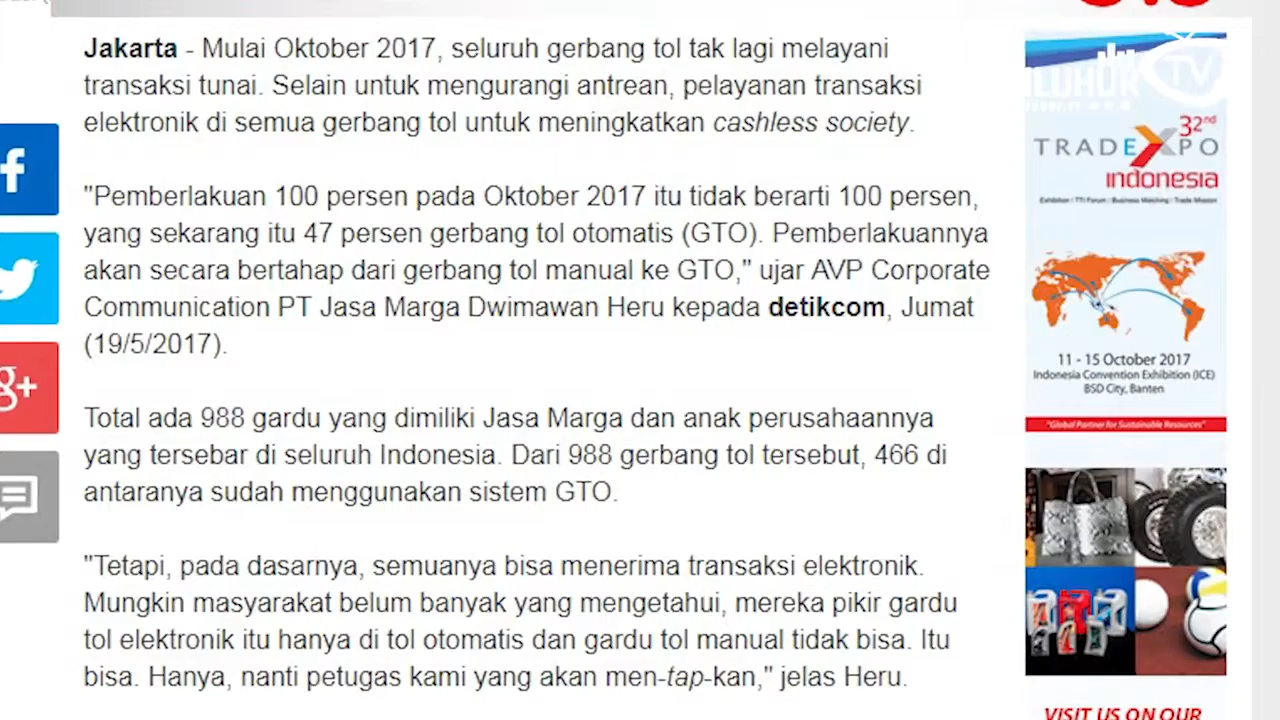 Jakarta - Mulai Oktober 2017, seluruh gerbang tol tak lagi melayani
transaksi tunai. Selain untuk mengurangi antrean, pelayanan transaksi
elektronik di semua gerbang tol untuk meningkatkan cashless society.
"Pemberlakuan 100 persen pada Oktober 2017 itu tidak berarti 100 persen,
yang sekarang itu 47 persen gerbang tol otomatis (GTO). Pemberlakuannya
akan secara bertahap dari gerbang tol manual ke GTO," ujar AVP Corporate
Communication PT Jasa Marga Dwimawan Heru kepada detikcom, Jumat
(19/5/2017).
Total ada 988 gardu yang dimiliki Jasa Marga dan anak perusahaannya
yang tersebar di seluruh Indonesia. Dari 988 gerbang tol tersebut, 466 di
antaranya sudah menggunakan sistem GTO.
"Tetapi, pada dasarnya, semuanya bisa menerima transaksi elektronik.
Mungkin masyarakat belum banyak yang mengetahui, mereka pikir gardu
tol elektronik itu hanya di tol otomatis dan gardu tol manual tidak bisa. Itu
bisa. Hanya, nanti petugas kami yang akan men-tap-kan," jelas Heru.
f
g+
TV
32nd
TRADEXPO
indonesia
Exhibition / TTI Forum / Business Matching / Trade Mission
11 - 15 October 2017
Indonesia Convention Exhibition (ICE)
BSD City, Banten
"Global Partner for Sustainable Resources"
VISIT US ON OUR